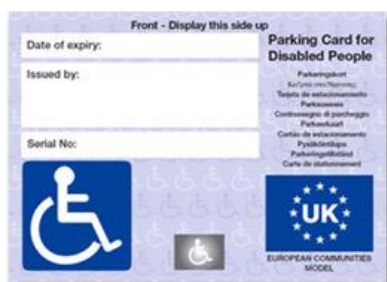 Front - Display this side up
Date of expiry:
Issued by:
Serial No:
Parking Card for
Disabled People
Parkeringskort
Tarjeta de estacionamiento
Parkausweis
Contrassegno di parcheggio
Parkeerkaart
Cartão de estacionamento
Pysäköintilupa
Parkeringstillstånd
Carte de stationnement
UK
EUROPEAN COMMUNITIES
MODEL